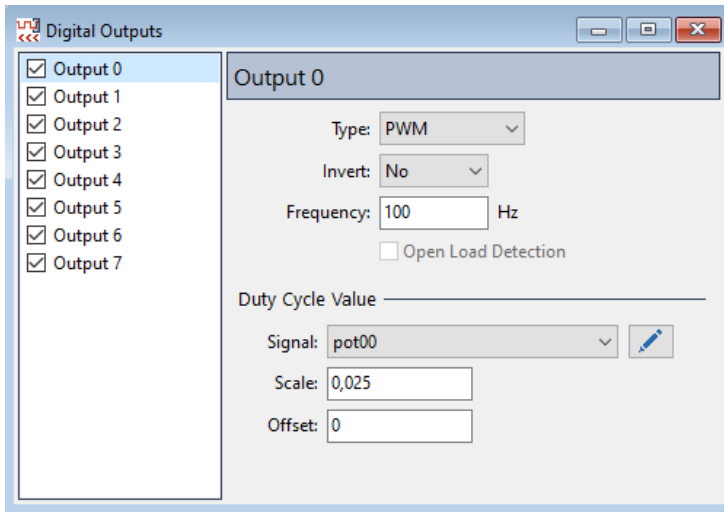 Digital Outputs
Output 0
Output 1
Output 2
Output 3
Output 4
Output 5
Output 6
Output 7
Output 0
Type: PWM
Invert: No
Frequency: 100 Hz
Open Load Detection
Duty Cycle Value
Signal: pot00
Scale: 0,025
Offset: 0